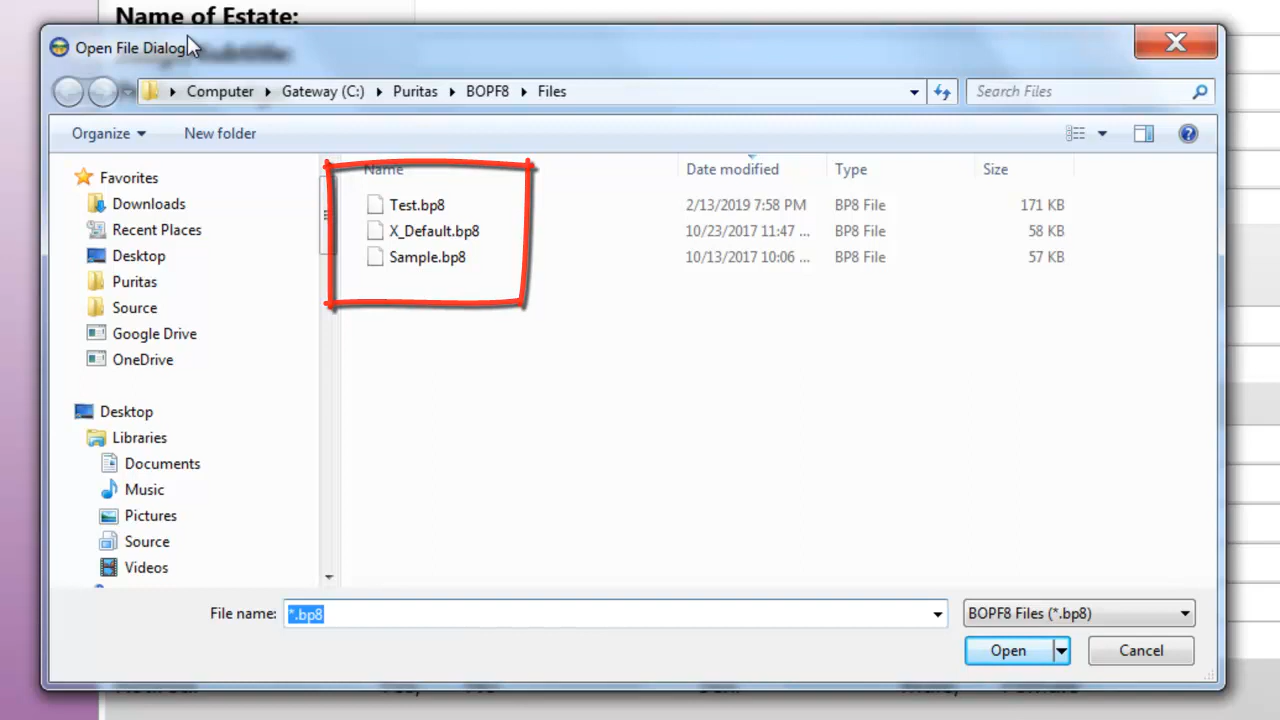 Name of Estate:
Open File Dialog
Computer Gateway (C:) Puritas BOPF8 Files
Search Files
Organize New folder
Name Date modified Type Size
Test.bp8 2/13/2019 7:58 PM BP8 File 171 KB
X_Default.bp8 10/23/2017 11:47 ... BP8 File 58 KB
Sample.bp8 10/13/2017 10:06 ... BP8 File 57 KB
Favorites
Downloads
Recent Places
Desktop
Puritas
Source
Google Drive
OneDrive
Desktop
Libraries
Documents
Music
Pictures
Source
Videos
File name: *.bp8 BOPF8 Files (*.bp8)
Open Cancel